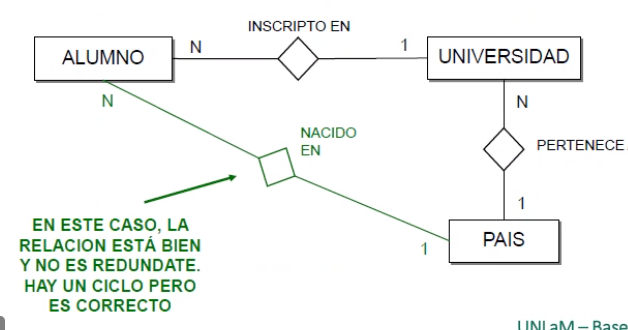 INSCRIPTO EN
ALUMNO
N
1
UNIVERSIDAD
N
N
NACIDO
EN
PERTENECE
EN ESTE CASO, LA
RELACION ESTÁ BIEN
Y NO ES REDUNDATE.
HAY UN CICLO PERO
ES CORRECTO
1
PAIS
1
UNLaM – Base